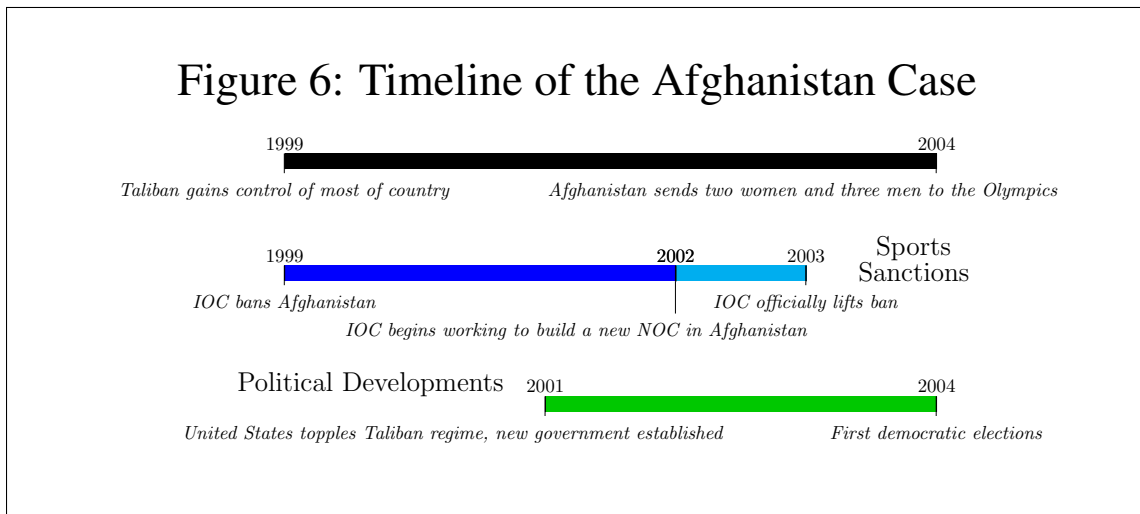 Figure 6: Timeline of the Afghanistan Case
1999 2004
Taliban gains control of most of country Afghanistan sends two women and three men to the Olympics
Sports
1999 2002 2003
Sanctions
IOC bans Afghanistan IOC officially lifts ban
IOC begins working to build a new NOC in Afghanistan
Political Developments 2001 2004
United States topples Taliban regime, new government established First democratic elections